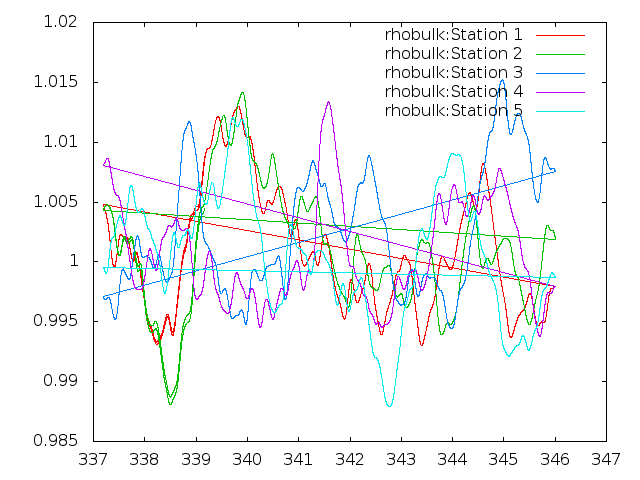 1.02
1.015
1.01
1.005
1
0.995
0.99
0.985
337 338 339 340 341 342 343 344 345 346 347
rhobulk:Station 1
rhobulk:Station 2
rhobulk:Station 3
rhobulk:Station 4
rhobulk:Station 5